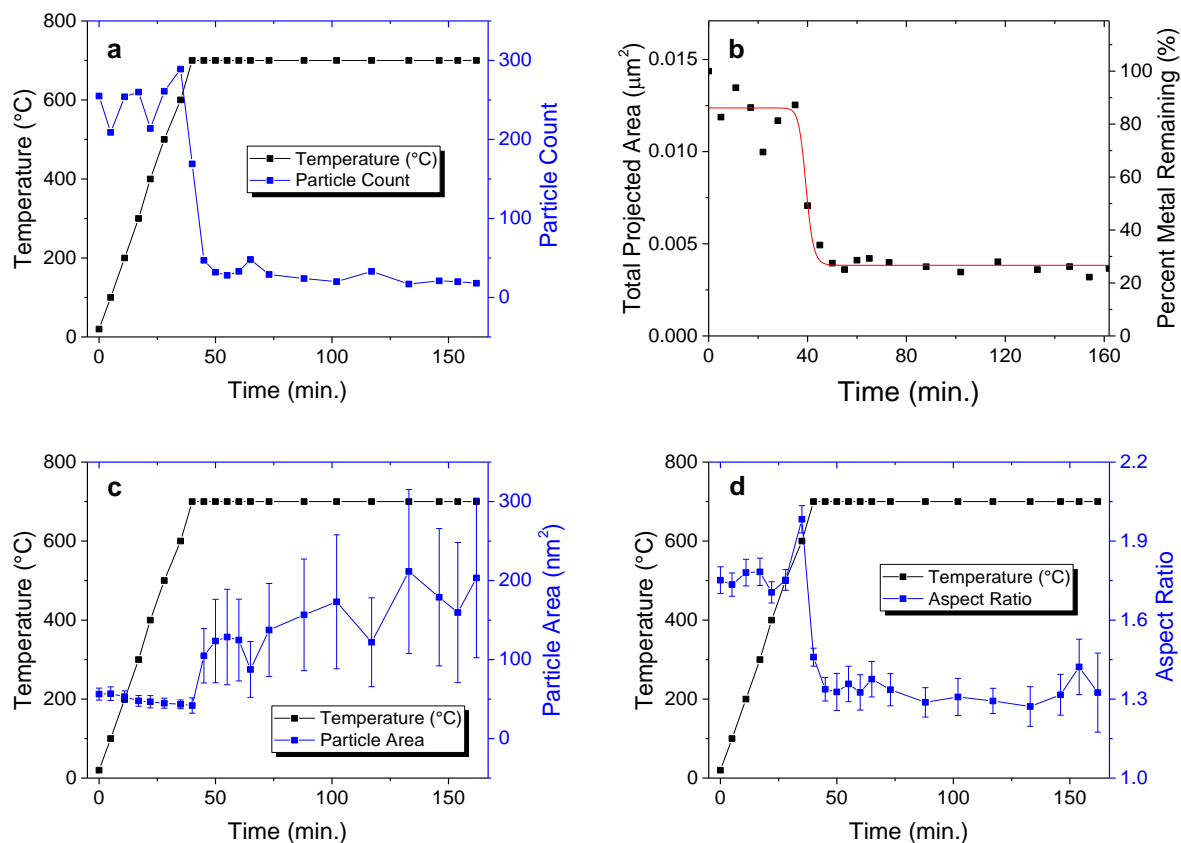 a
Temperature (°C)
800
600
400
200
0
300
200
100
0
Particle Count
Temperature (°C)
Particle Count
0
50
100
150
Time (min.)
b
Total Projected Area (μm²)
0.015
0.010
0.005
0.000
100
80
60
40
20
0
Percent Metal Remaining (%)
0
40
80
120
160
Time (min.)
c
Temperature (°C)
800
600
400
200
0
300
200
100
0
Particle Area (nm²)
Temperature (°C)
Particle Area
0
50
100
150
Time (min.)
d
Temperature (°C)
800
600
400
200
0
2.2
1.9
1.6
1.3
1.0
Aspect Ratio
Temperature (°C)
Aspect Ratio
0
50
100
150
Time (min.)